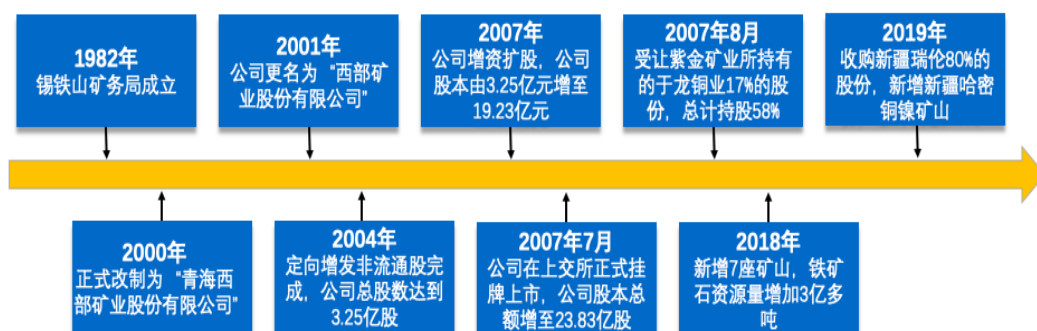 1982年
锡铁山矿务局成立
2001年
公司更名为“西部矿
业股份有限公司”
2007年
公司增资扩股，公司
股本由3.25亿元增至
19.23亿元
2007年8月
受让紫金矿业所持有
的于龙铜业17%的股
份，总计持股58%
2019年
收购新疆瑞伦80%的
股份，新增新疆哈密
铜镍矿山
2000年
正式改制为“青海西
部矿业股份有限公司”
2004年
定向增发非流通股完
成，公司总股数达到
3.25亿股
2007年7月
公司在上交所正式挂
牌上市，公司股本总
额增至23.83亿股
2018年
新增7座矿山，铁矿
石资源量增加3亿多
吨